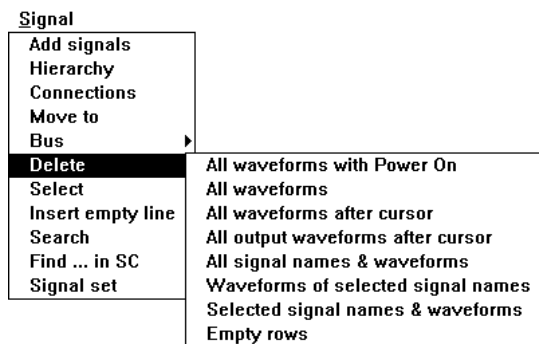 Signal
Add signals
Hierarchy
Connections
Move to
Bus
Delete
Select
Insert empty line
Search
Find ... in SC
Signal set
All waveforms with Power On
All waveforms
All waveforms after cursor
All output waveforms after cursor
All signal names & waveforms
Waveforms of selected signal names
Selected signal names & waveforms
Empty rows